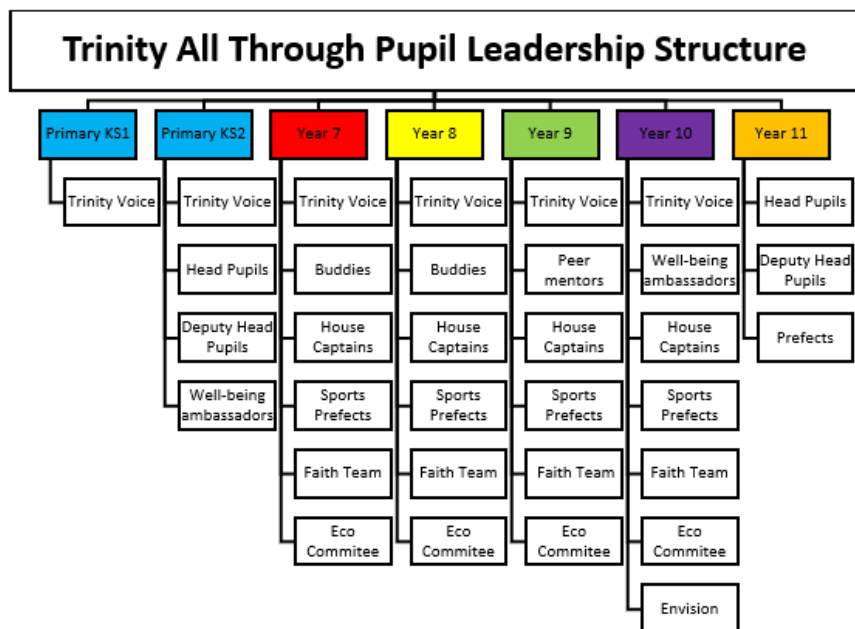 Trinity All Through Pupil Leadership Structure
Primary KS1
Primary KS2
Year 7
Year 8
Year 9
Year 10
Year 11
Trinity Voice
Trinity Voice
Trinity Voice
Trinity Voice
Trinity Voice
Trinity Voice
Head Pupils
Head Pupils
Buddies
Buddies
Peer
mentors
Well-being
ambassadors
Deputy Head
Pupils
Deputy Head
Pupils
House
Captains
House
Captains
House
Captains
House
Captains
Prefects
Well-being
ambassadors
Sports
Prefects
Sports
Prefects
Sports
Prefects
Sports
Prefects
Faith Team
Faith Team
Faith Team
Faith Team
Eco
Commitee
Eco
Commitee
Eco
Commitee
Eco
Commitee
Envision